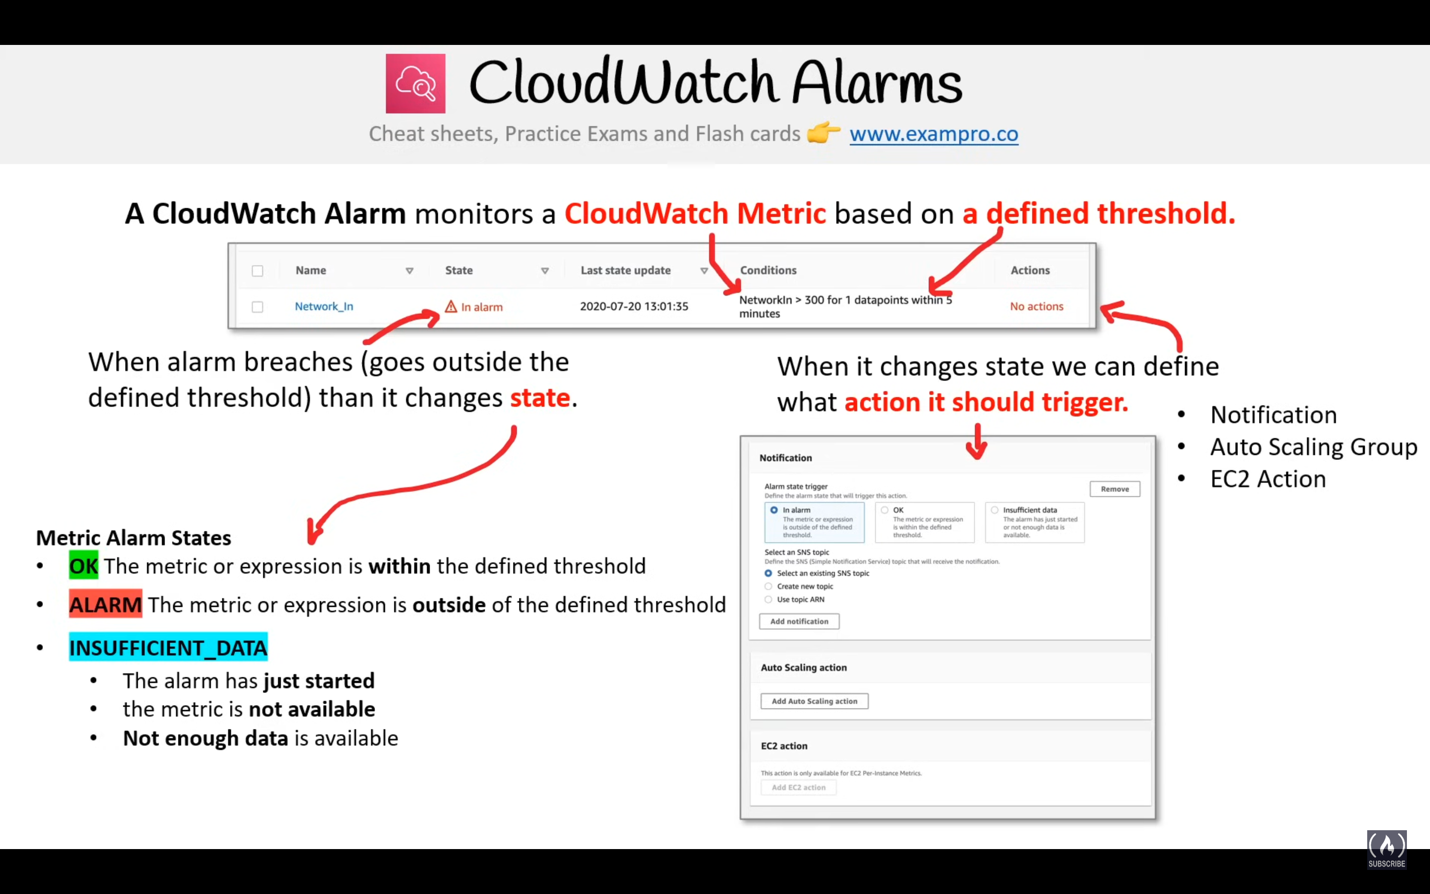 CloudWatch Alarms
Cheat sheets, Practice Exams and Flash cards 👉 www.exampro.co
A CloudWatch Alarm monitors a CloudWatch Metric based on a defined threshold.
Name State Last state update Conditions Actions
Network_In In alarm 2020-07-20 13:01:35 NetworkIn > 300 for 1 datapoints within 5
minutes
No actions
When alarm breaches (goes outside the
defined threshold) than it changes state.
When it changes state we can define
what action it should trigger.
• Notification
• Auto Scaling Group
• EC2 Action
Metric Alarm States
• OK The metric or expression is within the defined threshold
• ALARM The metric or expression is outside of the defined threshold
• INSUFFICIENT_DATA
• The alarm has just started
• the metric is not available
• Not enough data is available
Notification
Alarm state trigger
Define the alarm state that will trigger this action.
Remove
In alarm
The metric or expression
is outside of the defined
threshold.
OK
The metric or expression
is within the defined
threshold.
Insufficient data
The alarm has just started
or not enough data is
available.
Select an SNS topic
Define the SNS (Simple Notification Service) topic that will receive the notification.
Select an existing SNS topic
Create new topic
Use topic ARN
Add notification
Auto Scaling action
Add Auto Scaling action
EC2 action
This action is only available for EC2 Per-Instance Metrics.
Add EC2 action
SUBSCRIBE